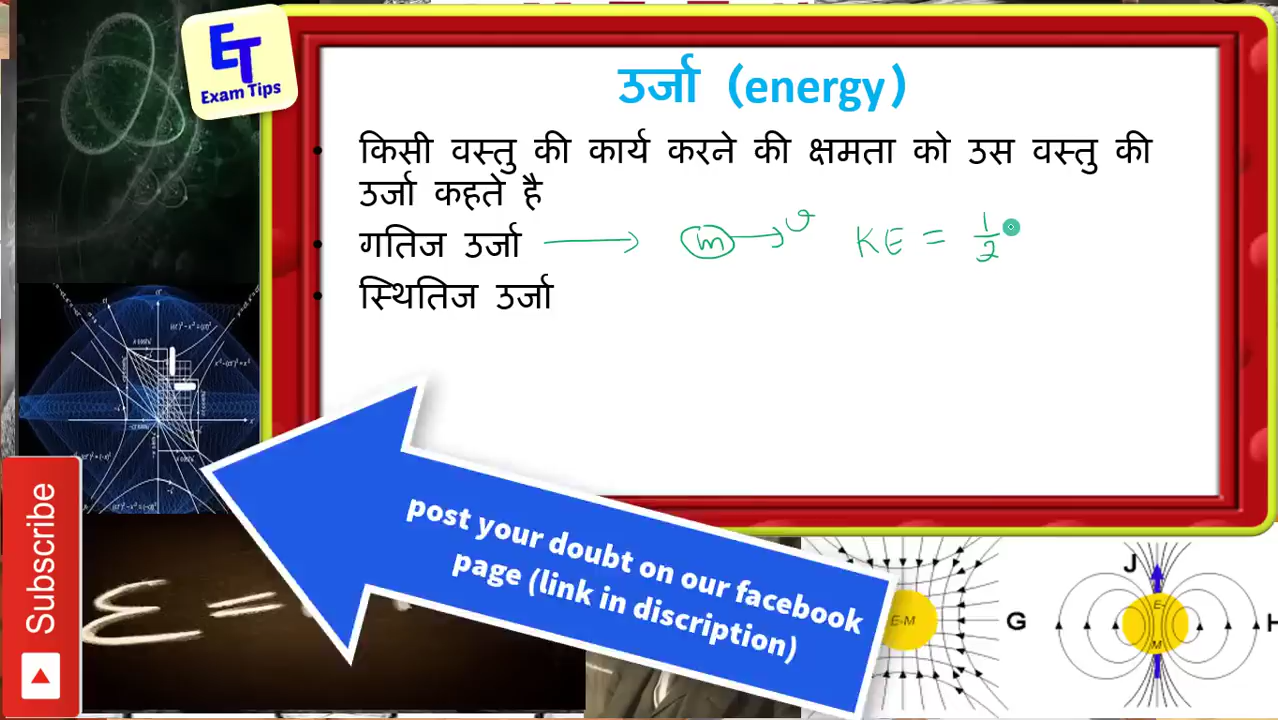 ET
Exam Tips
उर्जा (energy)
• किसी वस्तु की कार्य करने की क्षमता को उस वस्तु की
उर्जा कहते है
• गतिज उर्जा → m → v KE = 1/2
• स्थितिज उर्जा
post your doubt on our facebook
page (link in discription)
Subscribe
ε =
E-M
G
J
E-
M
H